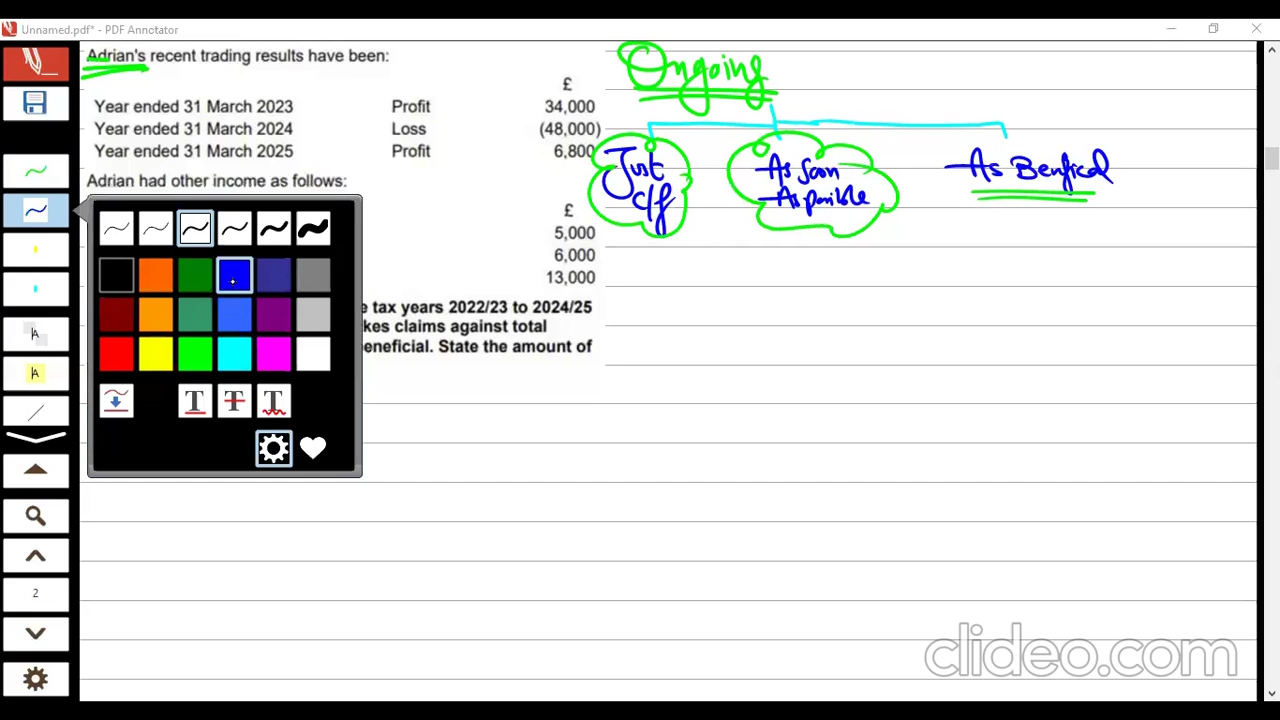 Unnamed.pdf* - PDF Annotator
Adrian's recent trading results have been:
£
Year ended 31 March 2023 Profit 34,000
Year ended 31 March 2024 Loss (48,000)
Year ended 31 March 2025 Profit 6,800
Adrian had other income as follows:
£
5,000
6,000
13,000
e tax years 2022/23 to 2024/25
kes claims against total
eneficial. State the amount of
Ongoing
Just
c/f
As Soon
As possible
As Benfical
A
A
T T T
2
clideo.com